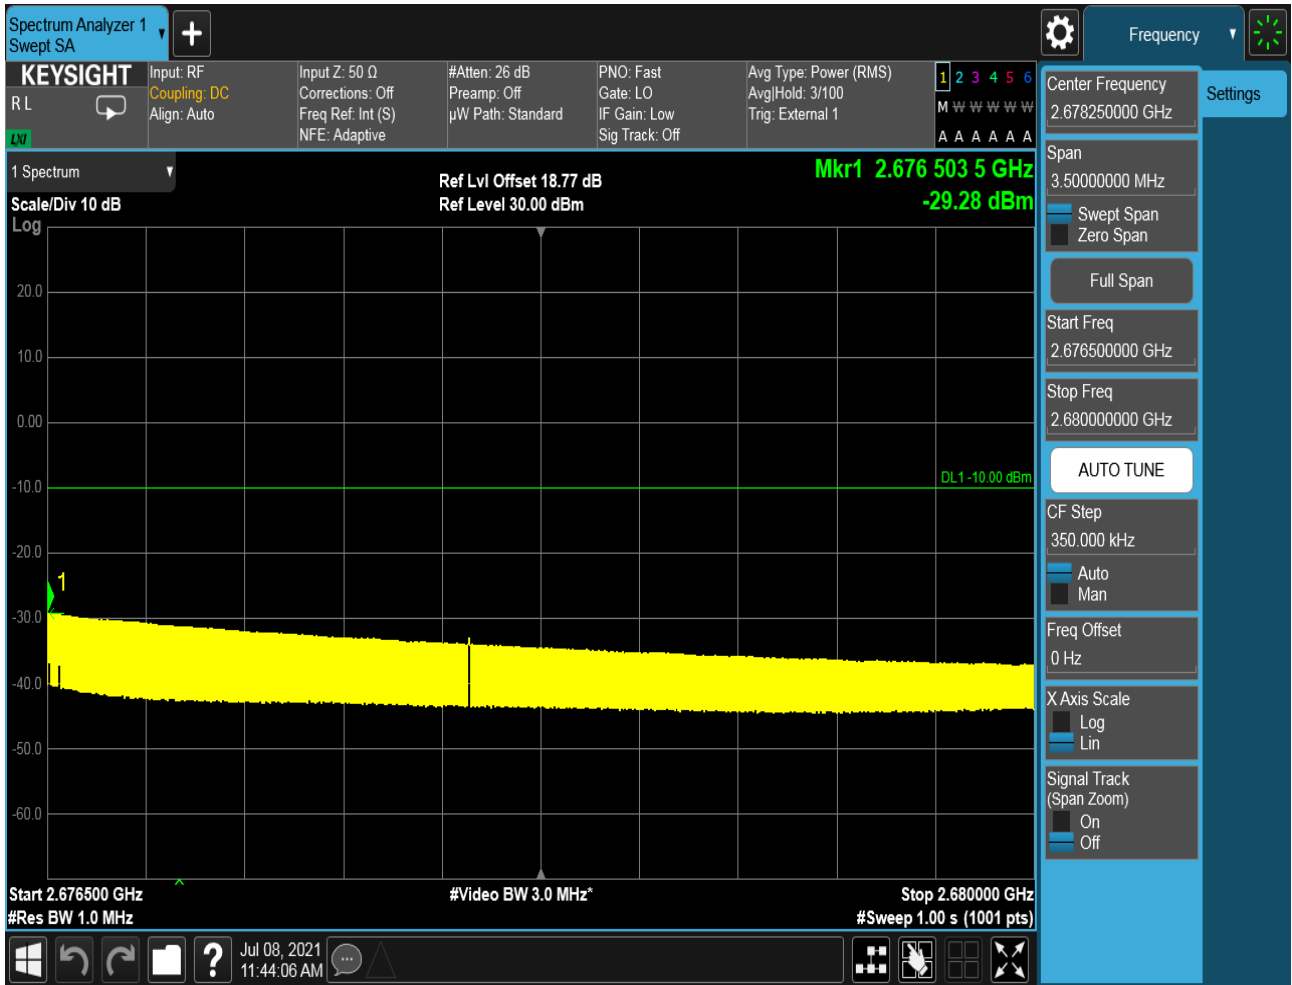 Spectrum Analyzer 1
Swept SA
Frequency
KEYSIGHT
R L
LXI
Input: RF
Coupling: DC
Align: Auto
Input Z: 50 Ω
Corrections: Off
Freq Ref: Int (S)
NFE: Adaptive
#Atten: 26 dB
Preamp: Off
µW Path: Standard
PNO: Fast
Gate: LO
IF Gain: Low
Sig Track: Off
Avg Type: Power (RMS)
Avg|Hold: 3/100
Trig: External 1
1 2 3 4 5 6
M W W W W W
A A A A A A
1 Spectrum
Scale/Div 10 dB
Log
Ref Lvl Offset 18.77 dB
Ref Level 30.00 dBm
Mkr1 2.676 503 5 GHz
-29.28 dBm
20.0
10.0
0.00
-10.0
DL1 -10.00 dBm
-20.0
1
-30.0
-40.0
-50.0
-60.0
Start 2.676500 GHz
#Video BW 3.0 MHz*
Stop 2.680000 GHz
#Res BW 1.0 MHz
#Sweep 1.00 s (1001 pts)
Jul 08, 2021
11:44:06 AM
Center Frequency
2.678250000 GHz
Settings
Span
3.50000000 MHz
Swept Span
Zero Span
Full Span
Start Freq
2.676500000 GHz
Stop Freq
2.680000000 GHz
AUTO TUNE
CF Step
350.000 kHz
Auto
Man
Freq Offset
0 Hz
X Axis Scale
Log
Lin
Signal Track
(Span Zoom)
On
Off